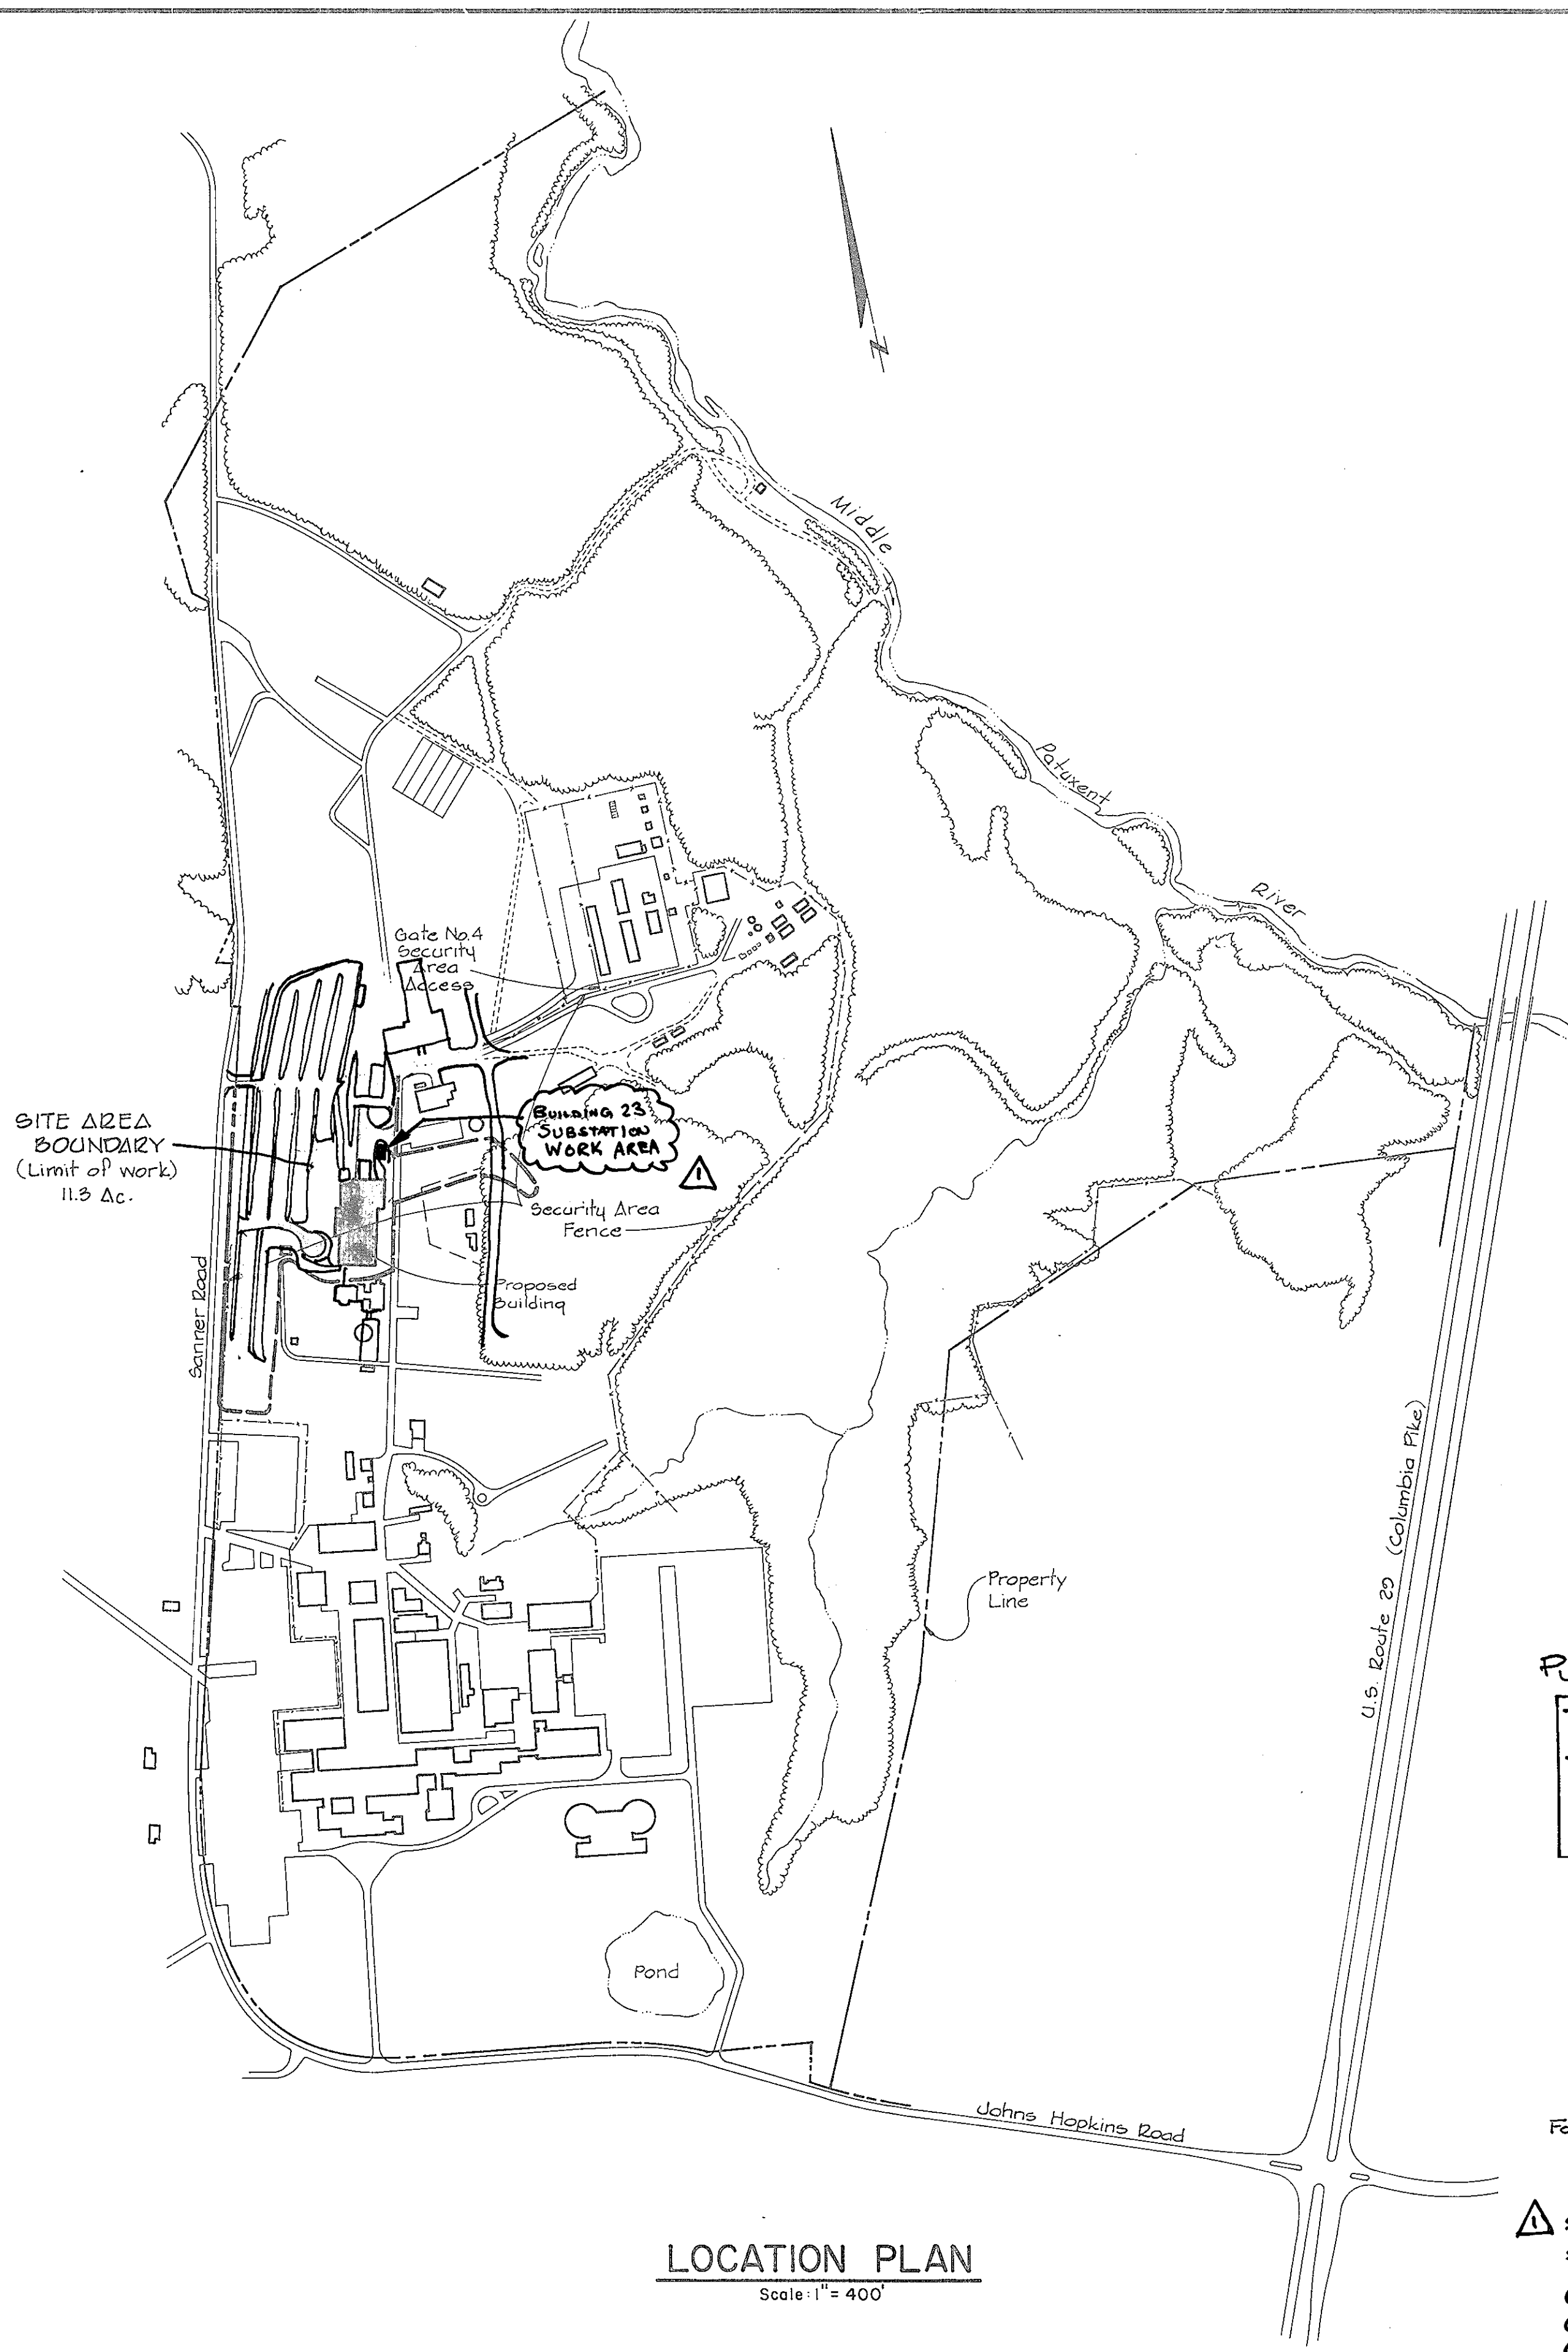 N
Middle
Patuxent
River
Gate No.4
Security
Area
Access
SITE AREA
BOUNDARY
(Limit of work)
11.3 Ac.
BUILDING 23
SUBSTATION
WORK AREA
1
Security Area
Fence
Proposed
Building
Sanner Road
Property
Line
U.S. Route 29 (Columbia Pike)
Pond
Johns Hopkins Road
1
LOCATION PLAN
Scale: 1" = 400'